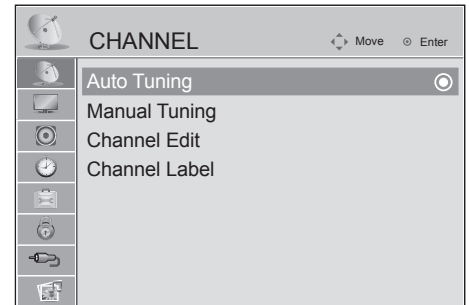 CHANNEL
Move
Enter
Auto Tuning
Manual Tuning
Channel Edit
Channel Label